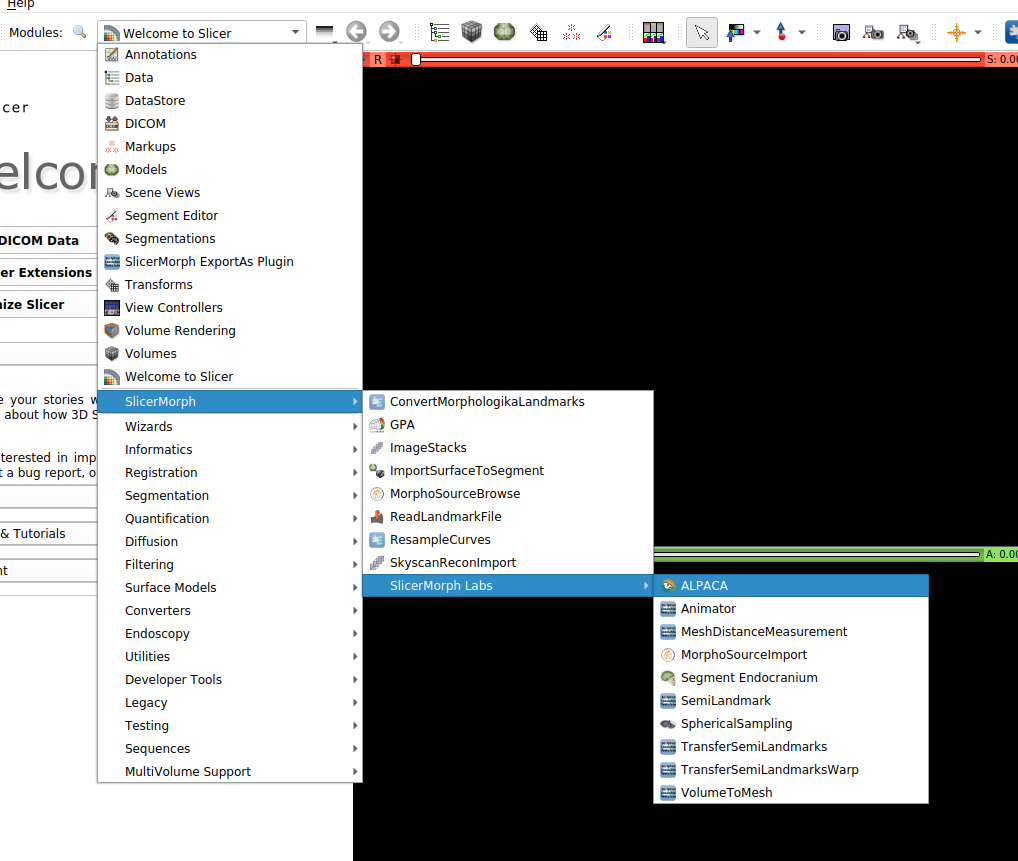 Help
Modules:
Welcome to Slicer
Annotations
Data
DataStore
DICOM
Markups
Models
Scene Views
Segment Editor
Segmentations
SlicerMorph ExportAs Plugin
Transforms
View Controllers
Volume Rendering
Volumes
Welcome to Slicer
SlicerMorph
Wizards
Informatics
Registration
Segmentation
Quantification
Diffusion
Filtering
Surface Models
Converters
Endoscopy
Utilities
Developer Tools
Legacy
Testing
Sequences
MultiVolume Support
ConvertMorphologikaLandmarks
GPA
ImageStacks
ImportSurfaceToSegment
MorphoSourceBrowse
ReadLandmarkFile
ResampleCurves
SkyscanReconImport
SlicerMorph Labs
ALPACA
Animator
MeshDistanceMeasurement
MorphoSourceImport
Segment Endocranium
SemiLandmark
SphericalSampling
TransferSemiLandmarks
TransferSemiLandmarksWarp
VolumeToMesh
R
S: 0.00
A: 0.00
cer
elcor
DICOM Data
er Extensions
ize Slicer
e your stories w
about how 3D S
terested in imp
t a bug report, o
& Tutorials
nt